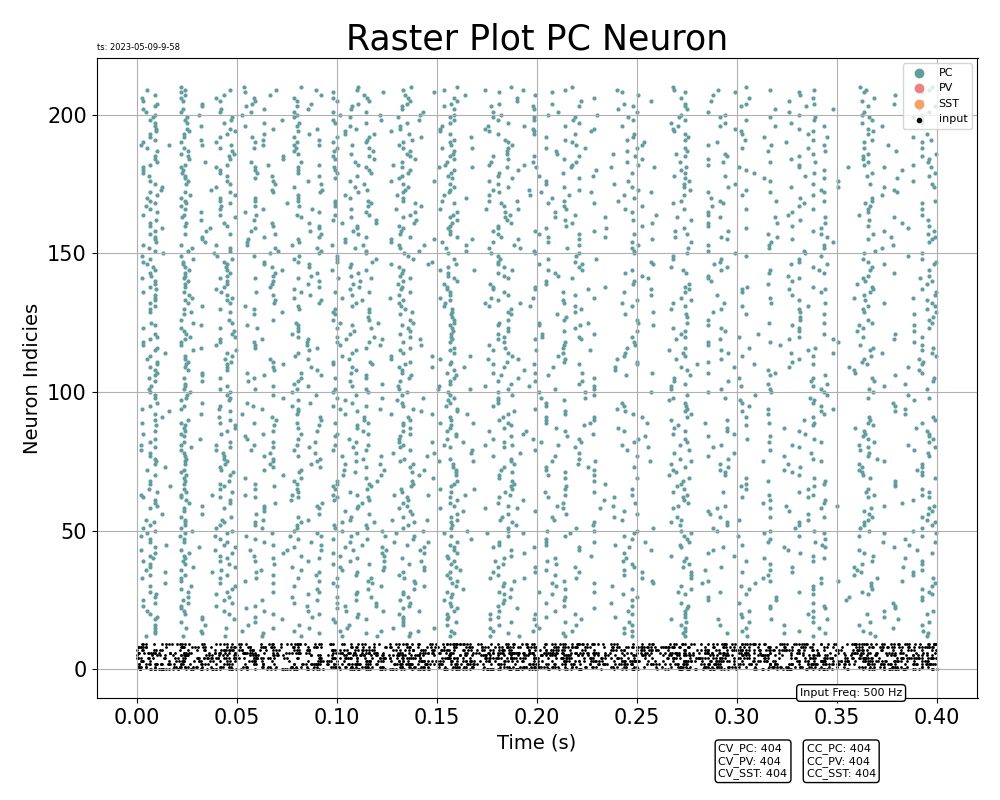 Raster Plot PC Neuron
ts: 2023-05-09-9-58
PC
PV
SST
input
200
150
100
50
0
Neuron Indicies
0.00 0.05 0.10 0.15 0.20 0.25 0.30 0.35 0.40
Time (s)
Input Freq: 500 Hz
CV_PC: 404
CV_PV: 404
CV_SST: 404
CC_PC: 404
CC_PV: 404
CC_SST: 404